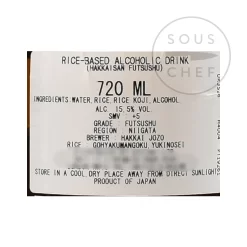 SOUS
CHEF
RICE-BASED ALCOHOLIC DRINK
(HAKKAISAN FUTSUSHU)
720 ML
INGREDIENTS:WATER, RICE, RICE KOJI, ALCOHOL.
ALC. 15.5% VOL.
SMV +5
GRADE FUTSUSHU
REGION NIIGATA
BREWER : HAKKAI JOZO
RICE GOHYAKUMANGOKU, YUKINOSEI
STORE IN A COOL DRY PLACE AWAY FROM DIRECT SUNLIGHT
PRODUCT OF JAPAN